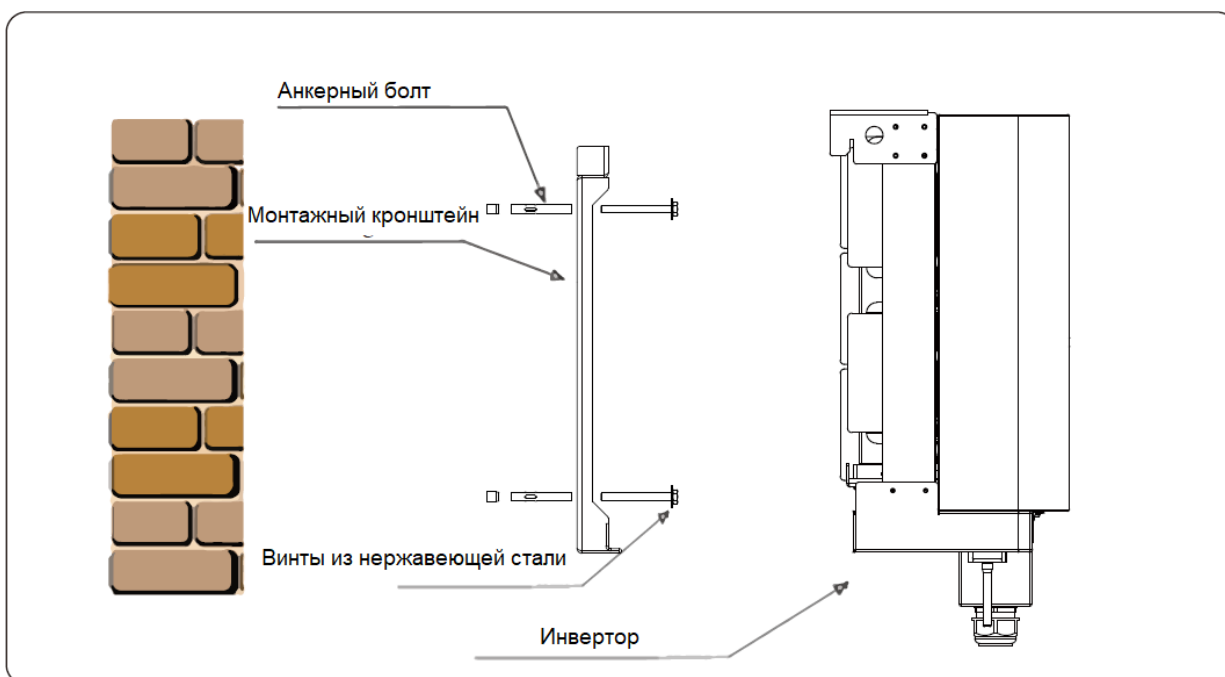 Анкерный болт
Монтажный кронштейн
Винты из нержавеющей стали
Инвертор